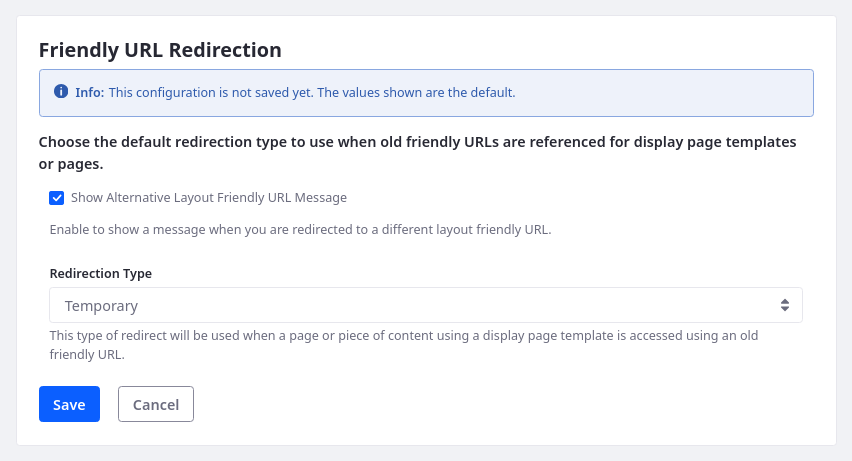 Friendly URL Redirection
Info: This configuration is not saved yet. The values shown are the default.
Choose the default redirection type to use when old friendly URLs are referenced for display page templates
or pages.
Show Alternative Layout Friendly URL Message
Enable to show a message when you are redirected to a different layout friendly URL.
Redirection Type
Temporary
This type of redirect will be used when a page or piece of content using a display page template is accessed using an old
friendly URL.
Save Cancel